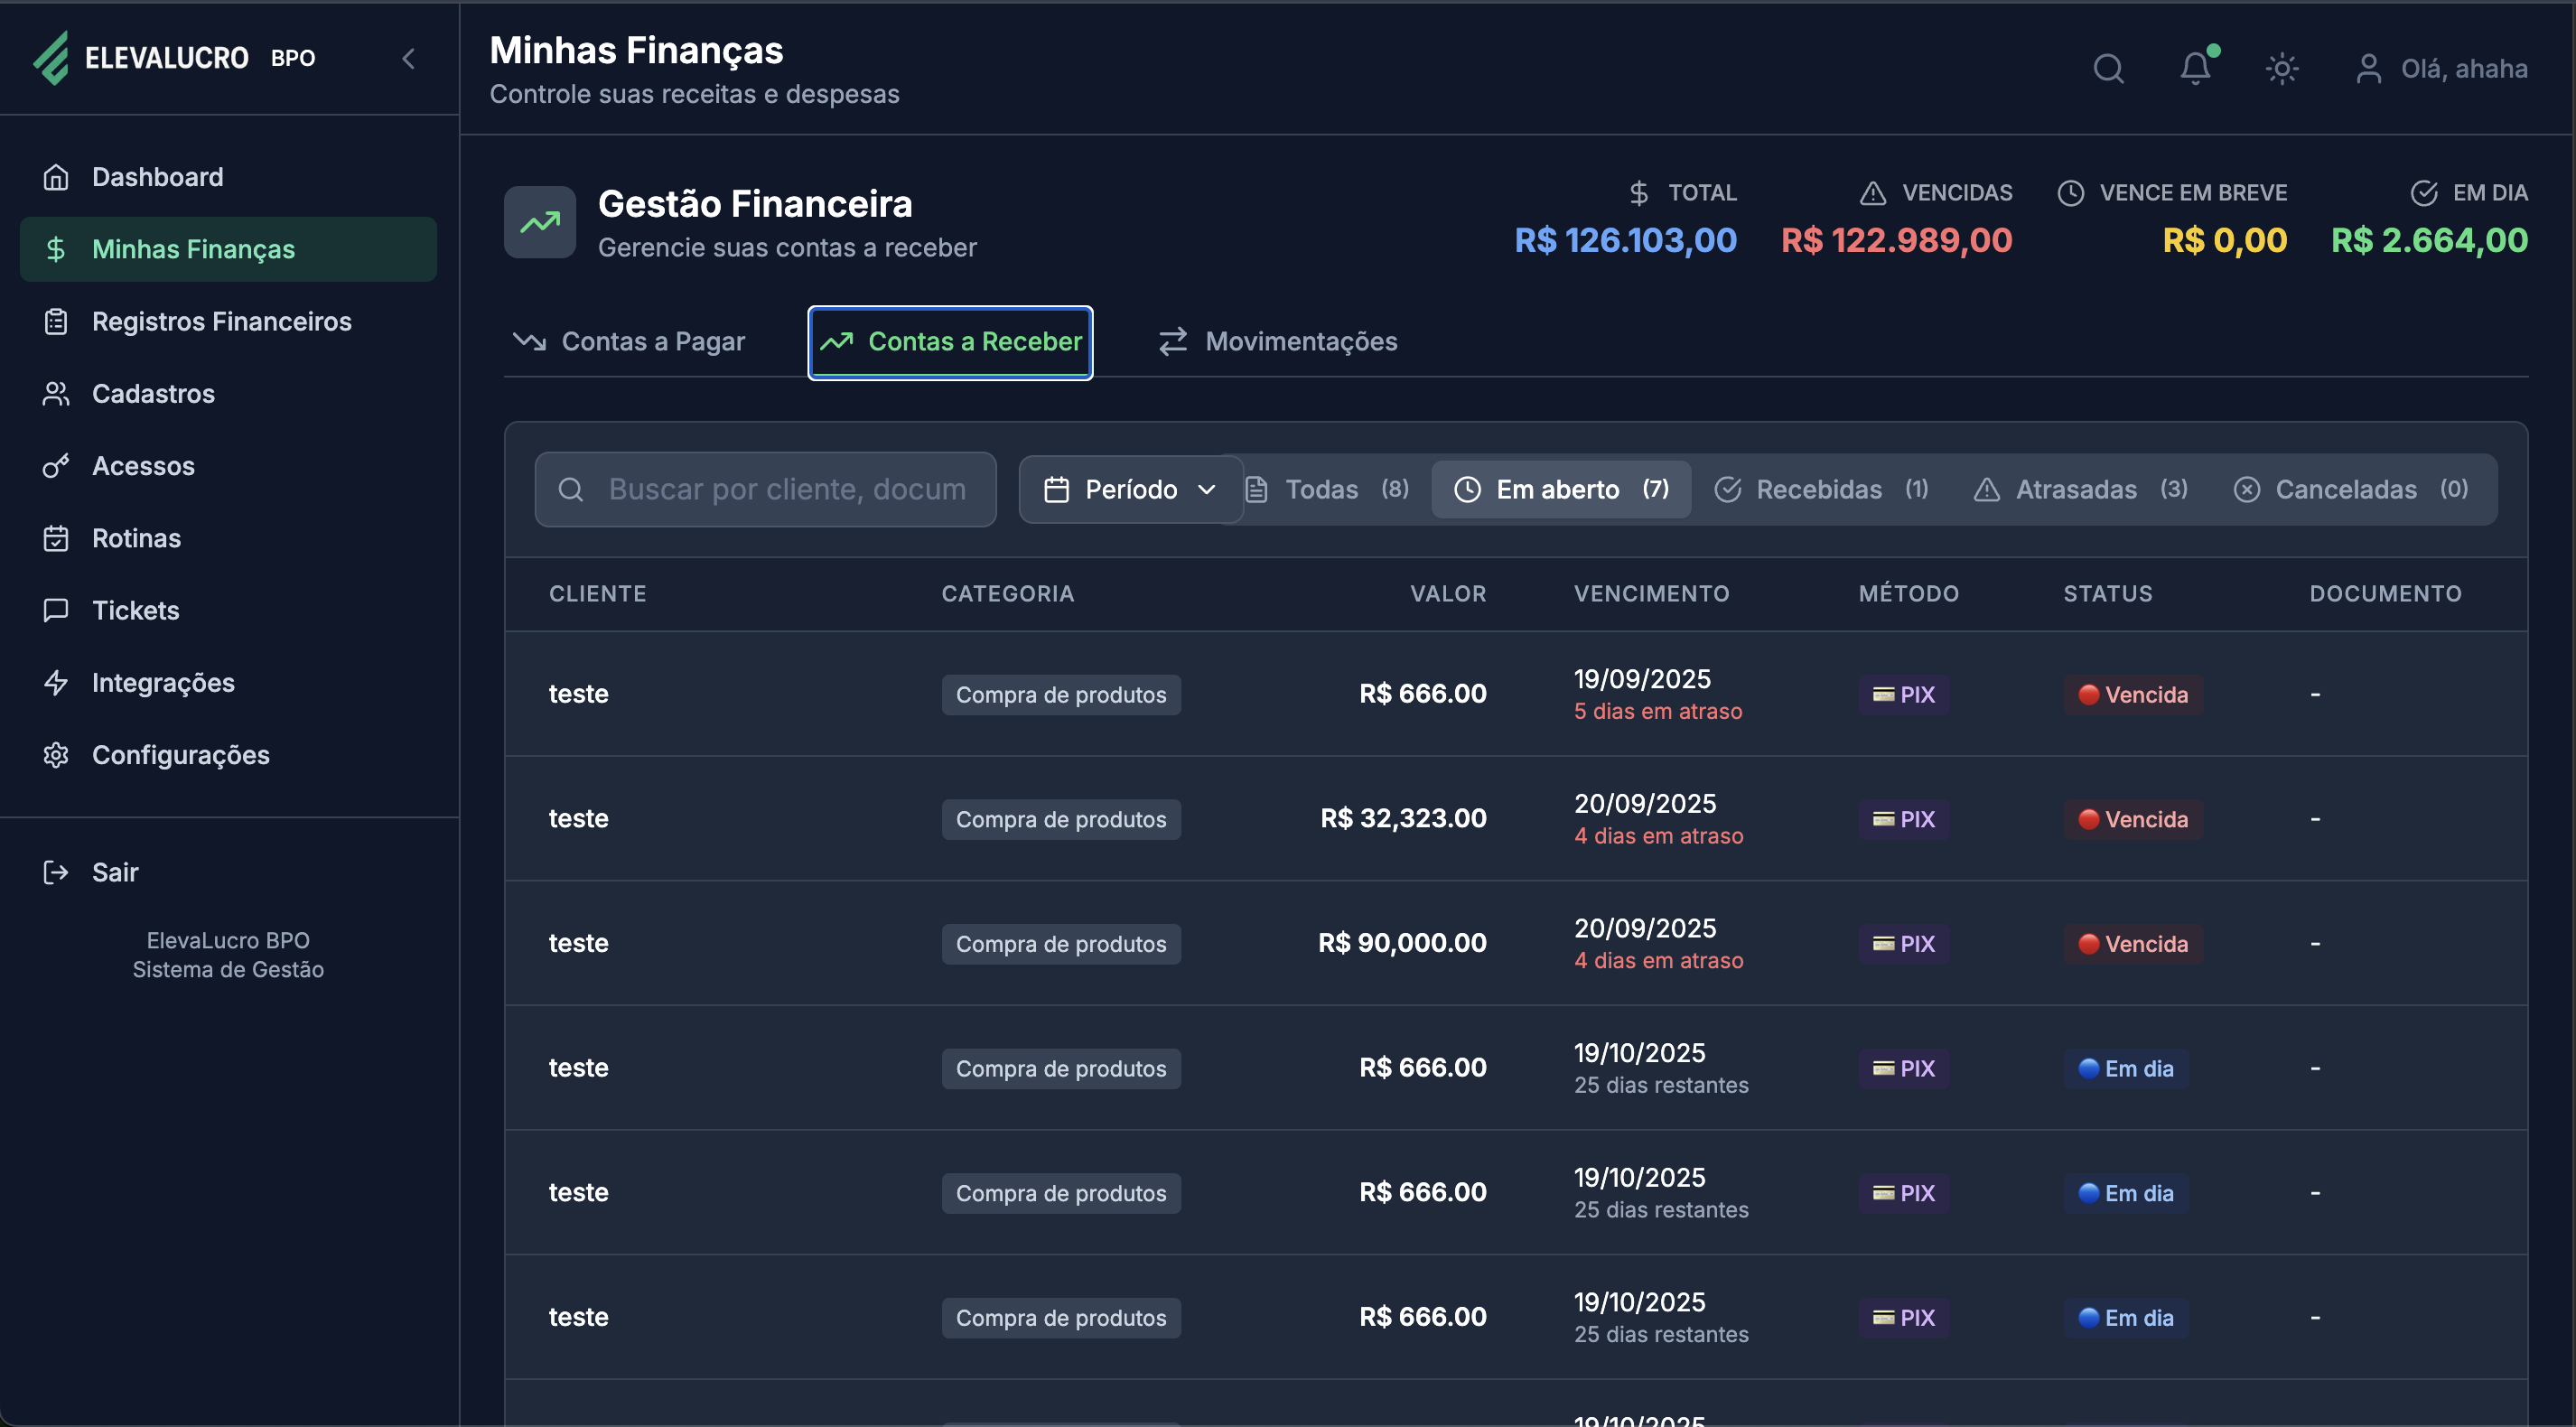 ELEVALUCRO BPO
Dashboard
Minhas Finanças
Registros Financeiros
Cadastros
Acessos
Rotinas
Tickets
Integrações
Configurações
Sair
ElevaLucro BPO
Sistema de Gestão
Minhas Finanças
Controle suas receitas e despesas
Olá, ahaha
Gestão Financeira
Gerencie suas contas a receber
TOTAL
R$ 126.103,00
VENCIDAS
R$ 122.989,00
VENCE EM BREVE
R$ 0,00
EM DIA
R$ 2.664,00
Contas a Pagar Contas a Receber Movimentações
Buscar por cliente, docum Período Todas (8) Em aberto (7) Recebidas (1) Atrasadas (3) Canceladas (0)
CLIENTE CATEGORIA VALOR VENCIMENTO MÉTODO STATUS DOCUMENTO
teste Compra de produtos R$ 666.00 19/09/2025 PIX Vencida -
5 dias em atraso
teste Compra de produtos R$ 32,323.00 20/09/2025 PIX Vencida -
4 dias em atraso
teste Compra de produtos R$ 90,000.00 20/09/2025 PIX Vencida -
4 dias em atraso
teste Compra de produtos R$ 666.00 19/10/2025 PIX Em dia -
25 dias restantes
teste Compra de produtos R$ 666.00 19/10/2025 PIX Em dia -
25 dias restantes
teste Compra de produtos R$ 666.00 19/10/2025 PIX Em dia -
25 dias restantes
19/10/2025